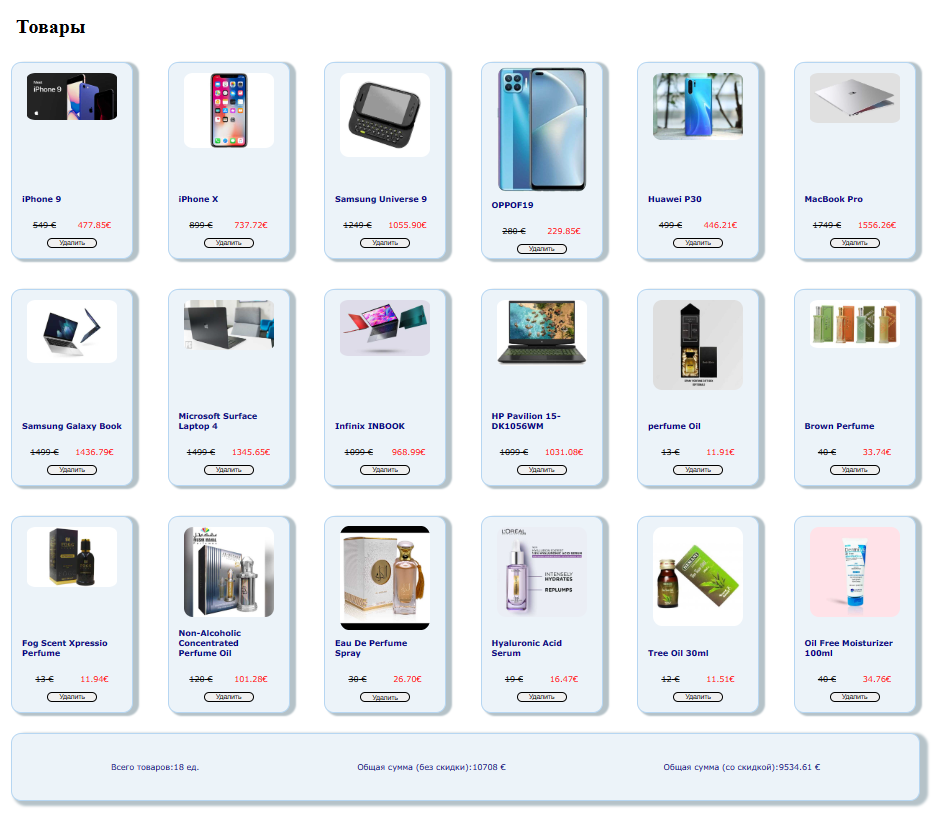 Товары
iPhone 9
iPhone 9
549 € 477.85€
Удалить
iPhone X
899 € 737.72€
Удалить
Samsung Universe 9
1249 € 1055.90€
Удалить
OPPOF19
280 € 229.85€
Удалить
Huawei P30
499 € 446.21€
Удалить
MacBook Pro
1749 € 1556.26€
Удалить
Samsung Galaxy Book
1499 € 1436.79€
Удалить
Microsoft Surface
Laptop 4
1499 € 1345.65€
Удалить
Infinix INBOOK
1099 € 968.99€
Удалить
HP Pavilion 15-
DK1056WM
1099 € 1031.08€
Удалить
perfume Oil
13 € 11.91€
Удалить
Brown Perfume
40 € 33.74€
Удалить
Fog Scent Xpressio
Perfume
13 € 11.94€
Удалить
Non-Alcoholic
Concentrated
Perfume Oil
120 € 101.28€
Удалить
Eau De Perfume
Spray
30 € 26.70€
Удалить
L'ORÉAL
INTENSELY
HYDRATES
REPLUMPS
Hyaluronic Acid
Serum
19 € 16.47€
Удалить
Tree Oil 30ml
12 € 11.51€
Удалить
Oil Free Moisturizer
100ml
40 € 34.76€
Удалить
Всего товаров:18 ед.
Общая сумма (без скидки):10708 €
Общая сумма (со скидкой):9534.61 €